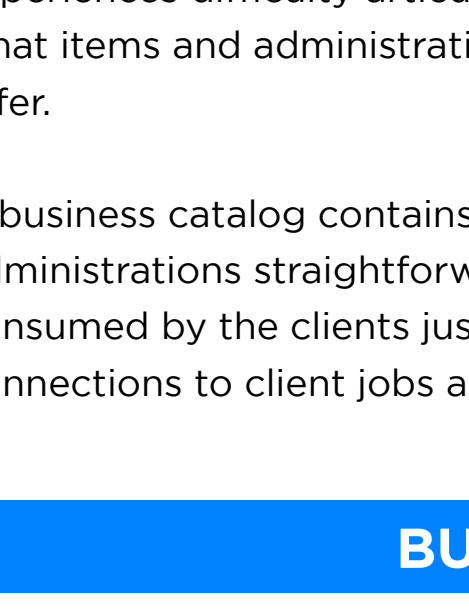 hat items and administrati
fer.
business catalog contains
ministrations straightforw
nsumed by the clients jus
nnections to client jobs a
BU